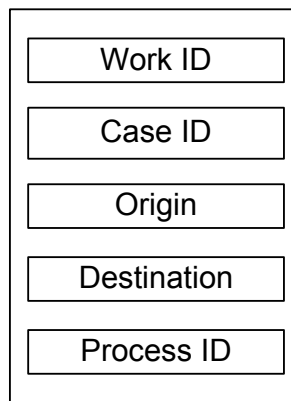 Work ID
Case ID
Origin
Destination
Process ID